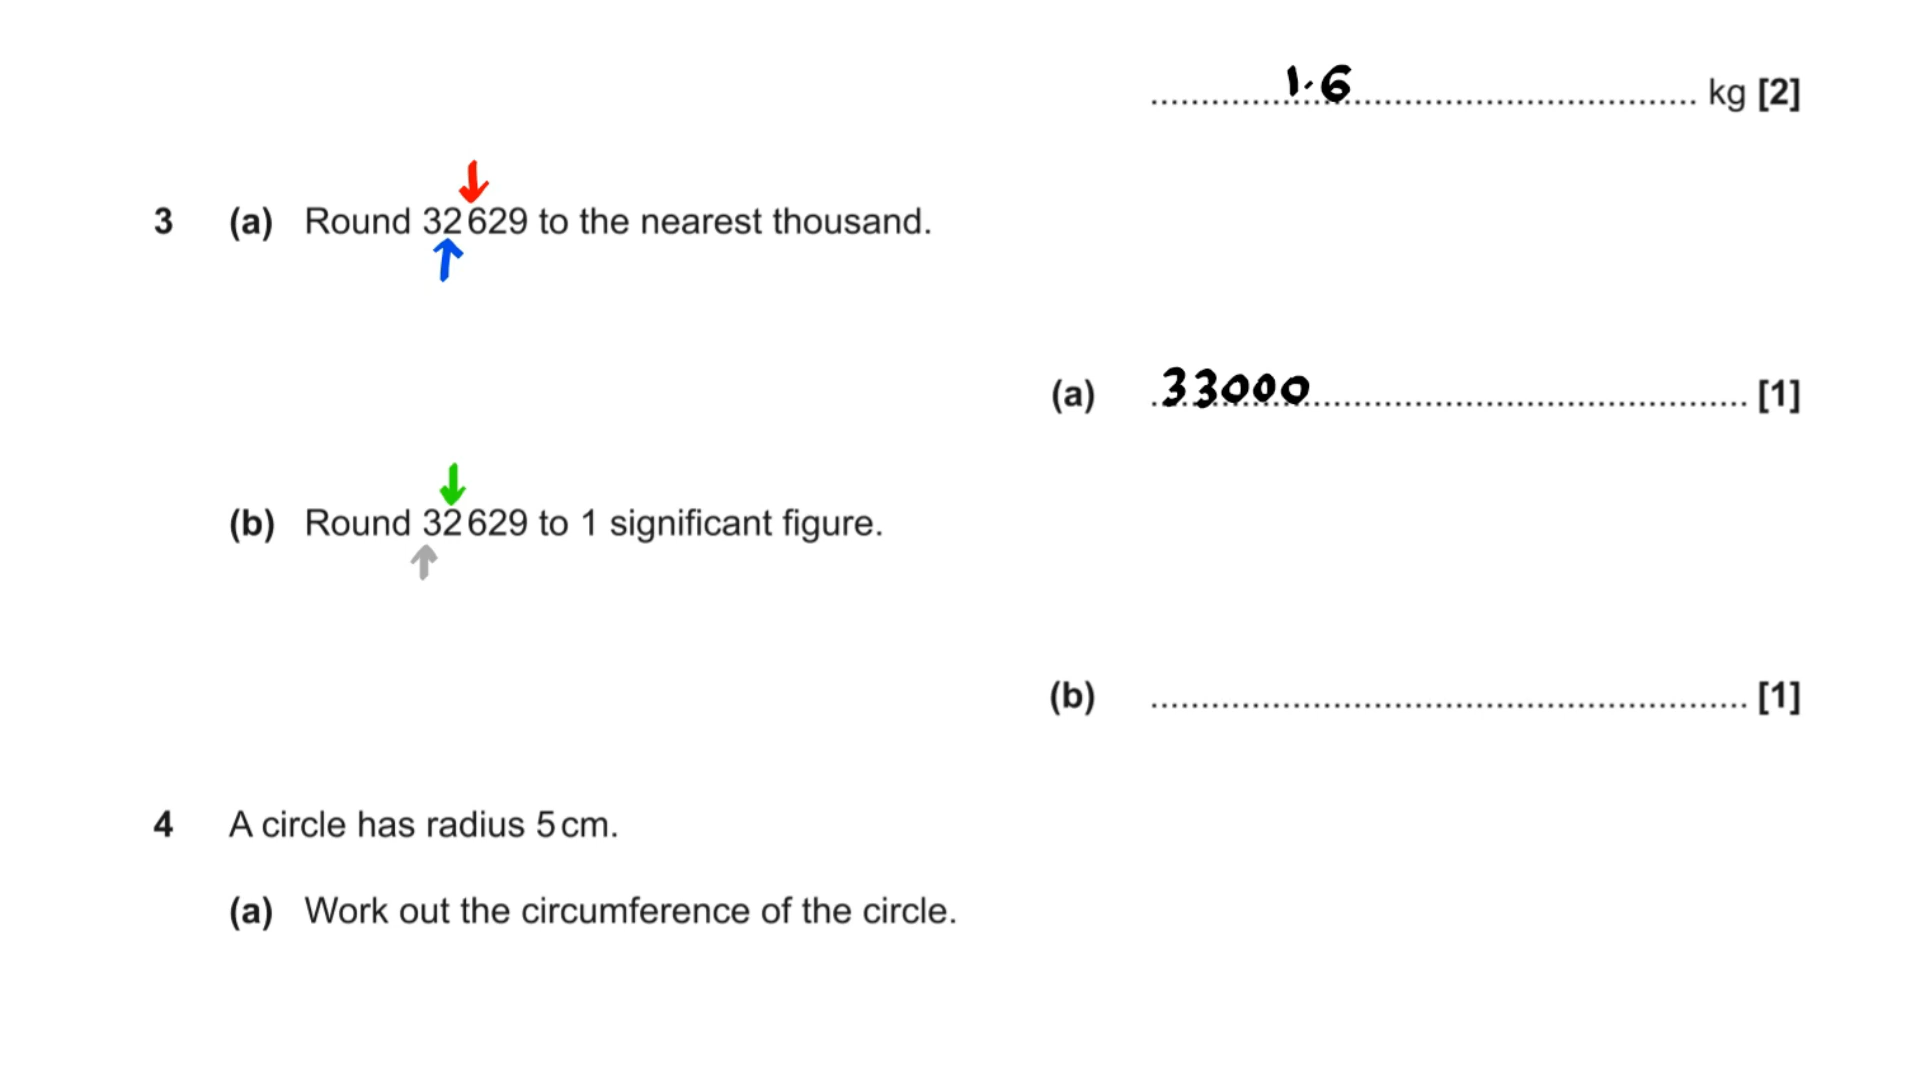 1.6 kg [2]
3 (a) Round 32 629 to the nearest thousand.
(a) 33000 [1]
(b) Round 32 629 to 1 significant figure.
(b) [1]
4 A circle has radius 5 cm.
(a) Work out the circumference of the circle.